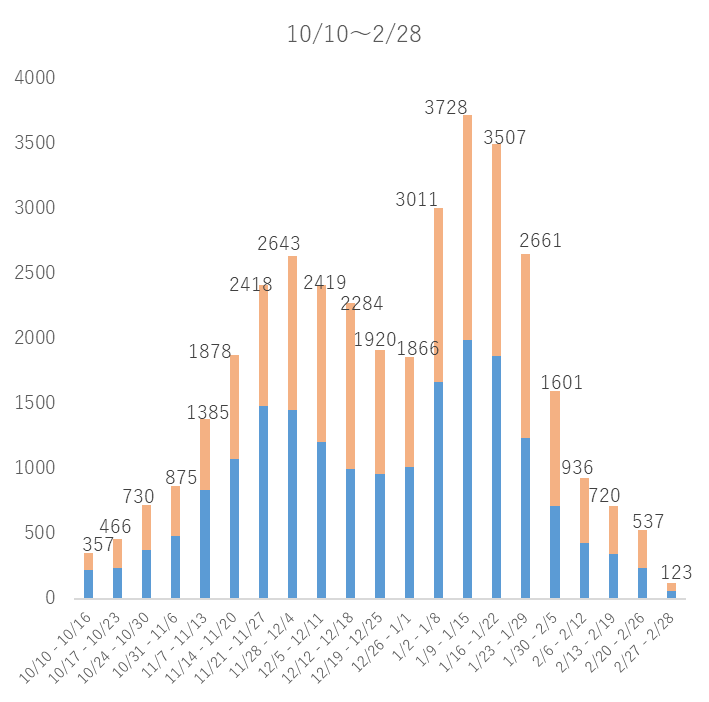 10/10～2/28
4000
3500
3000
2500
2000
1500
1000
500
0
357
466
730
875
1385
1878
2418
2643
2419
2284
1920
1866
3011
3728
3507
2661
1601
936
720
537
123
10/10 - 10/16
10/17 - 10/23
10/24 - 10/30
10/31 - 11/6
11/7 - 11/13
11/14 - 11/20
11/21 - 11/27
11/28 - 12/4
12/5 - 12/11
12/12 - 12/18
12/19 - 12/25
12/26 - 1/1
1/2 - 1/8
1/9 - 1/15
1/16 - 1/22
1/23 - 1/29
1/30 - 2/5
2/6 - 2/12
2/13 - 2/19
2/20 - 2/26
2/27 - 2/28